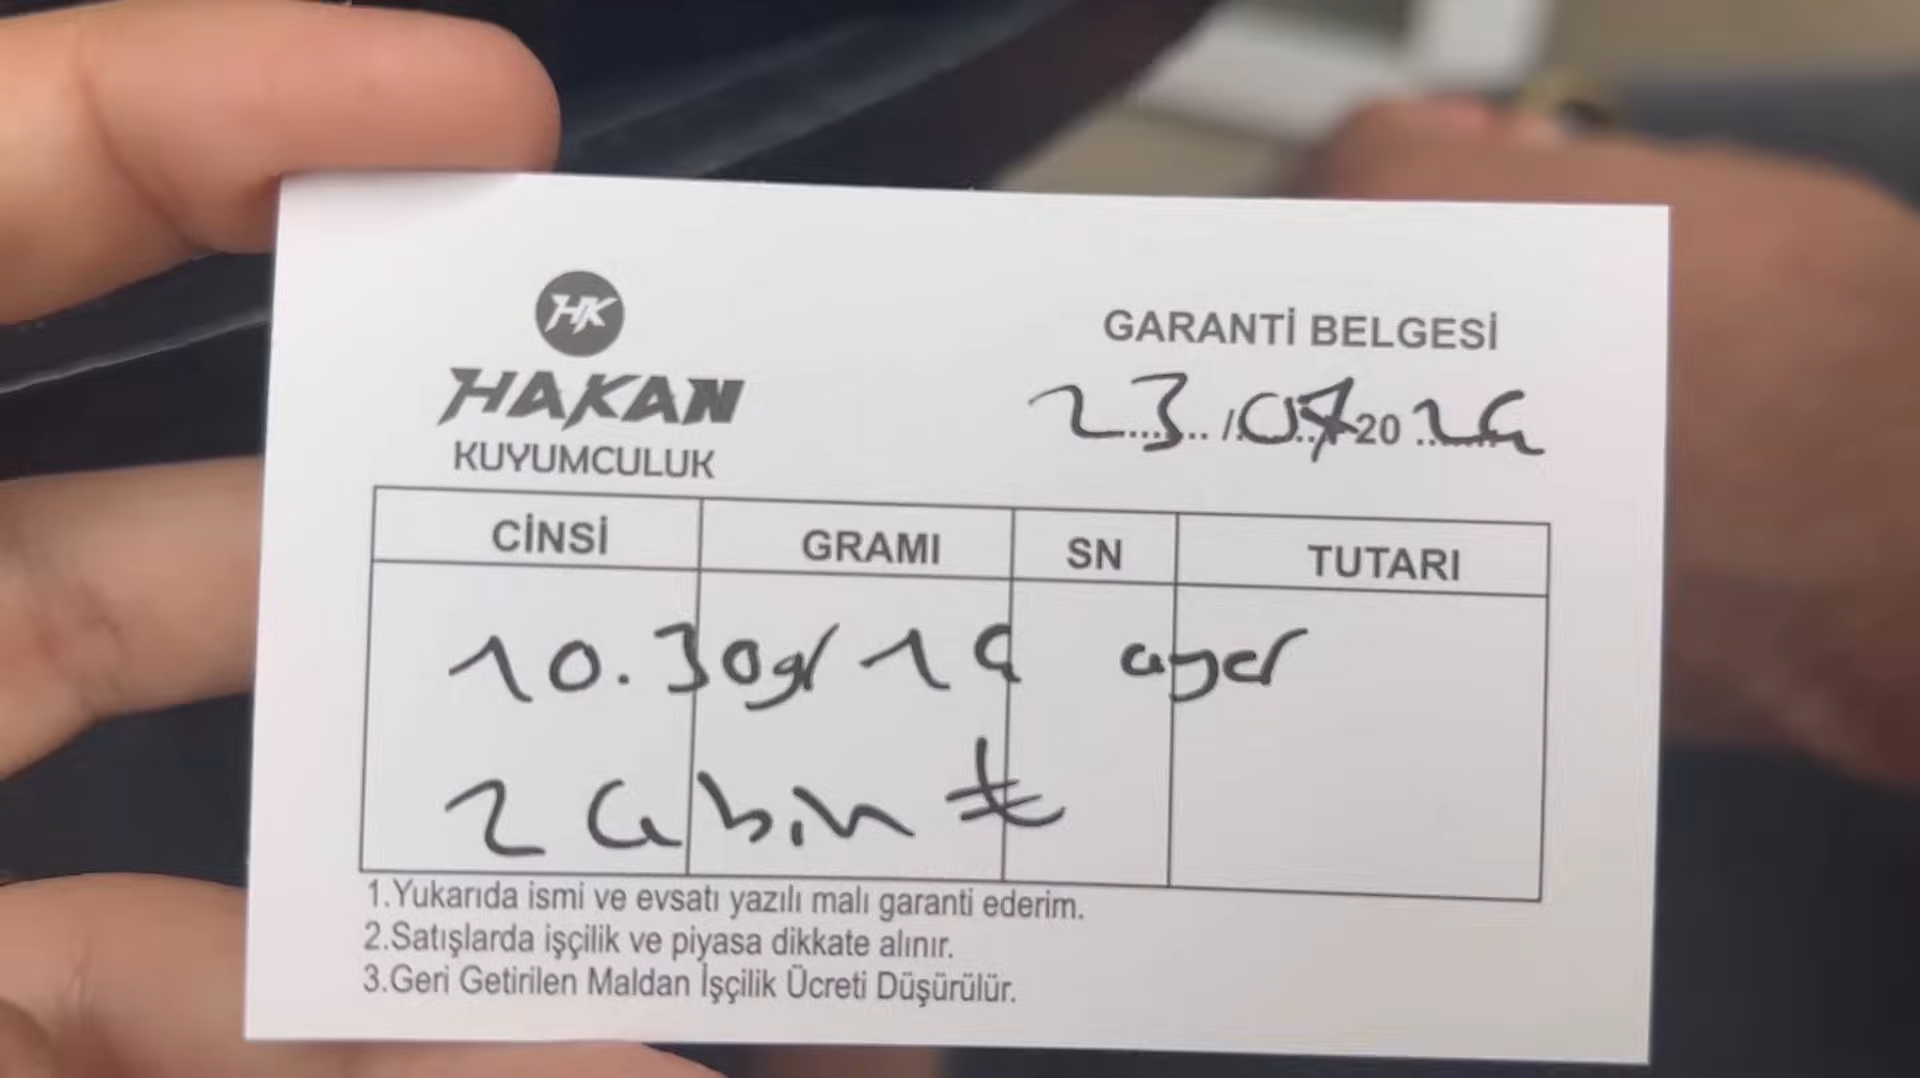 HK
HAKAN
KUYUMCULUK
GARANTİ BELGESİ
23/07/2024
CİNSİ GRAMI SN TUTARI
10.30gr 14 ayar
24 bin ₺
1.Yukarıda ismi ve evsatı yazılı malı garanti ederim.
2.Satışlarda işçilik ve piyasa dikkate alınır.
3.Geri Getirilen Maldan İşçilik Ücreti Düşürülür.